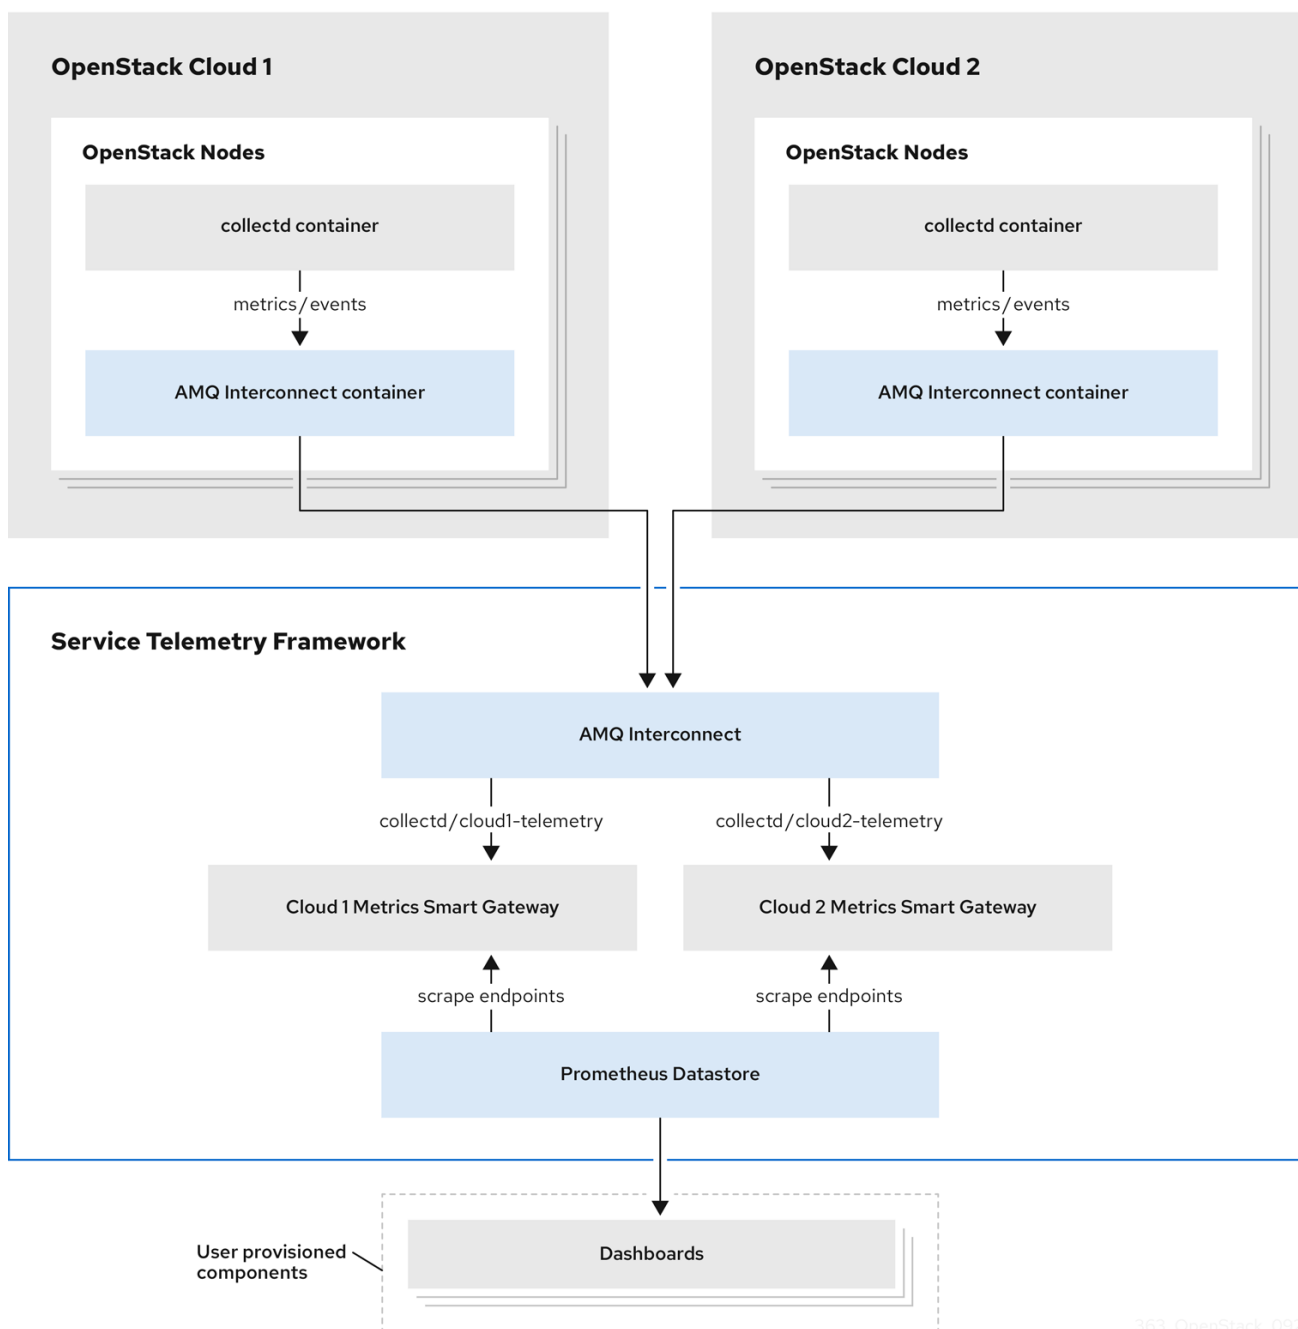 OpenStack Cloud 1
OpenStack Cloud 2
OpenStack Nodes
OpenStack Nodes
collectd container
collectd container
metrics/events
metrics/events
AMQ Interconnect container
AMQ Interconnect container
Service Telemetry Framework
AMQ Interconnect
collectd/cloud1-telemetry
collectd/cloud2-telemetry
Cloud 1 Metrics Smart Gateway
Cloud 2 Metrics Smart Gateway
scrape endpoints
scrape endpoints
Prometheus Datastore
User provisioned
components
Dashboards
363_OpenStack